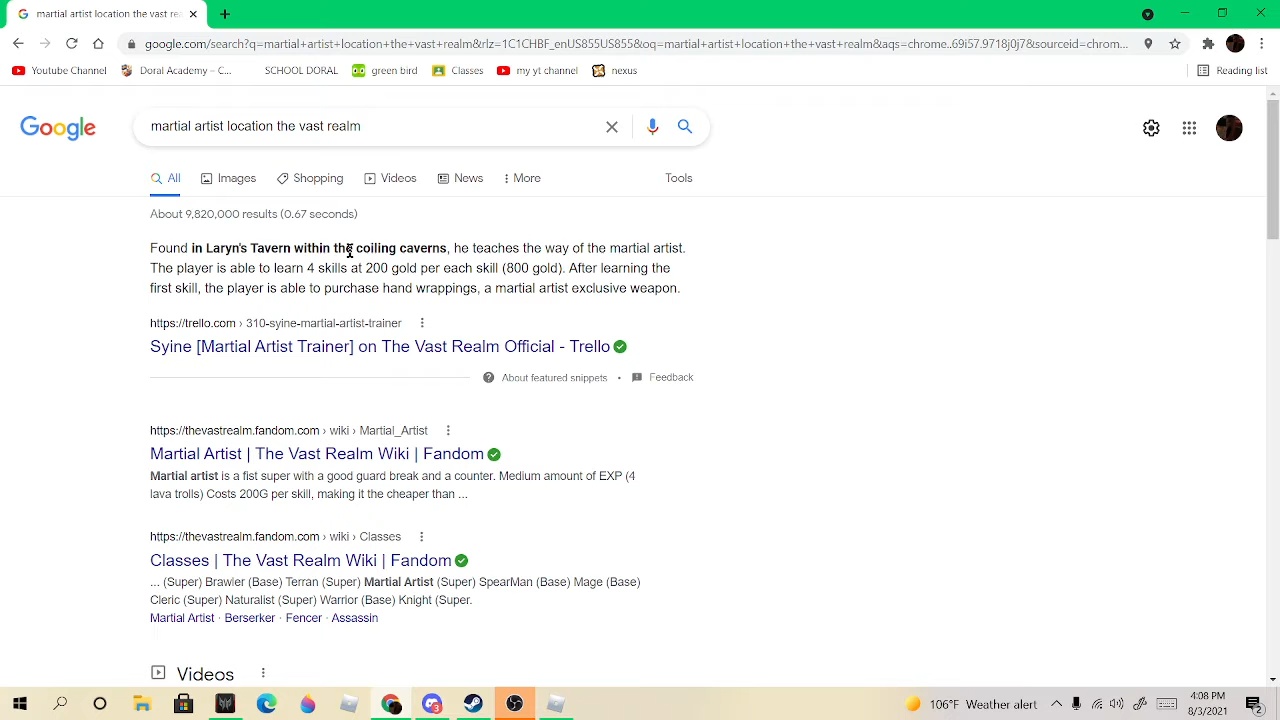 martial artist location the vast re
google.com/search?q=martial+artist+location+the+vast+realm&rlz=1C1CHBF_enUS855US855&oq=martial+artist+location+the+vast+realm&aqs=chrome..69i57.9718j0j7&sourceid=chrom...
Youtube Channel
Doral Academy – C...
SCHOOL DORAL
green bird
Classes
my yt channel
nexus
Reading list
Google
martial artist location the vast realm
All
Images
Shopping
Videos
News
More
Tools
About 9,820,000 results (0.67 seconds)
Found in Laryn's Tavern within the coiling caverns, he teaches the way of the martial artist.
The player is able to learn 4 skills at 200 gold per each skill (800 gold). After learning the
first skill, the player is able to purchase hand wrappings, a martial artist exclusive weapon.
https://trello.com › 310-syine-martial-artist-trainer
Syine [Martial Artist Trainer] on The Vast Realm Official - Trello
About featured snippets
•
Feedback
https://thevastrealm.fandom.com › wiki › Martial_Artist
Martial Artist | The Vast Realm Wiki | Fandom
Martial artist is a fist super with a good guard break and a counter. Medium amount of EXP (4
lava trolls) Costs 200G per skill, making it the cheaper than ...
https://thevastrealm.fandom.com › wiki › Classes
Classes | The Vast Realm Wiki | Fandom
... (Super) Brawler (Base) Terran (Super) Martial Artist (Super) SpearMan (Base) Mage (Base)
Cleric (Super) Naturalist (Super) Warrior (Base) Knight (Super.
Martial Artist · Berserker · Fencer · Assassin
Videos
106°F Weather alert
4:08 PM
8/3/2021